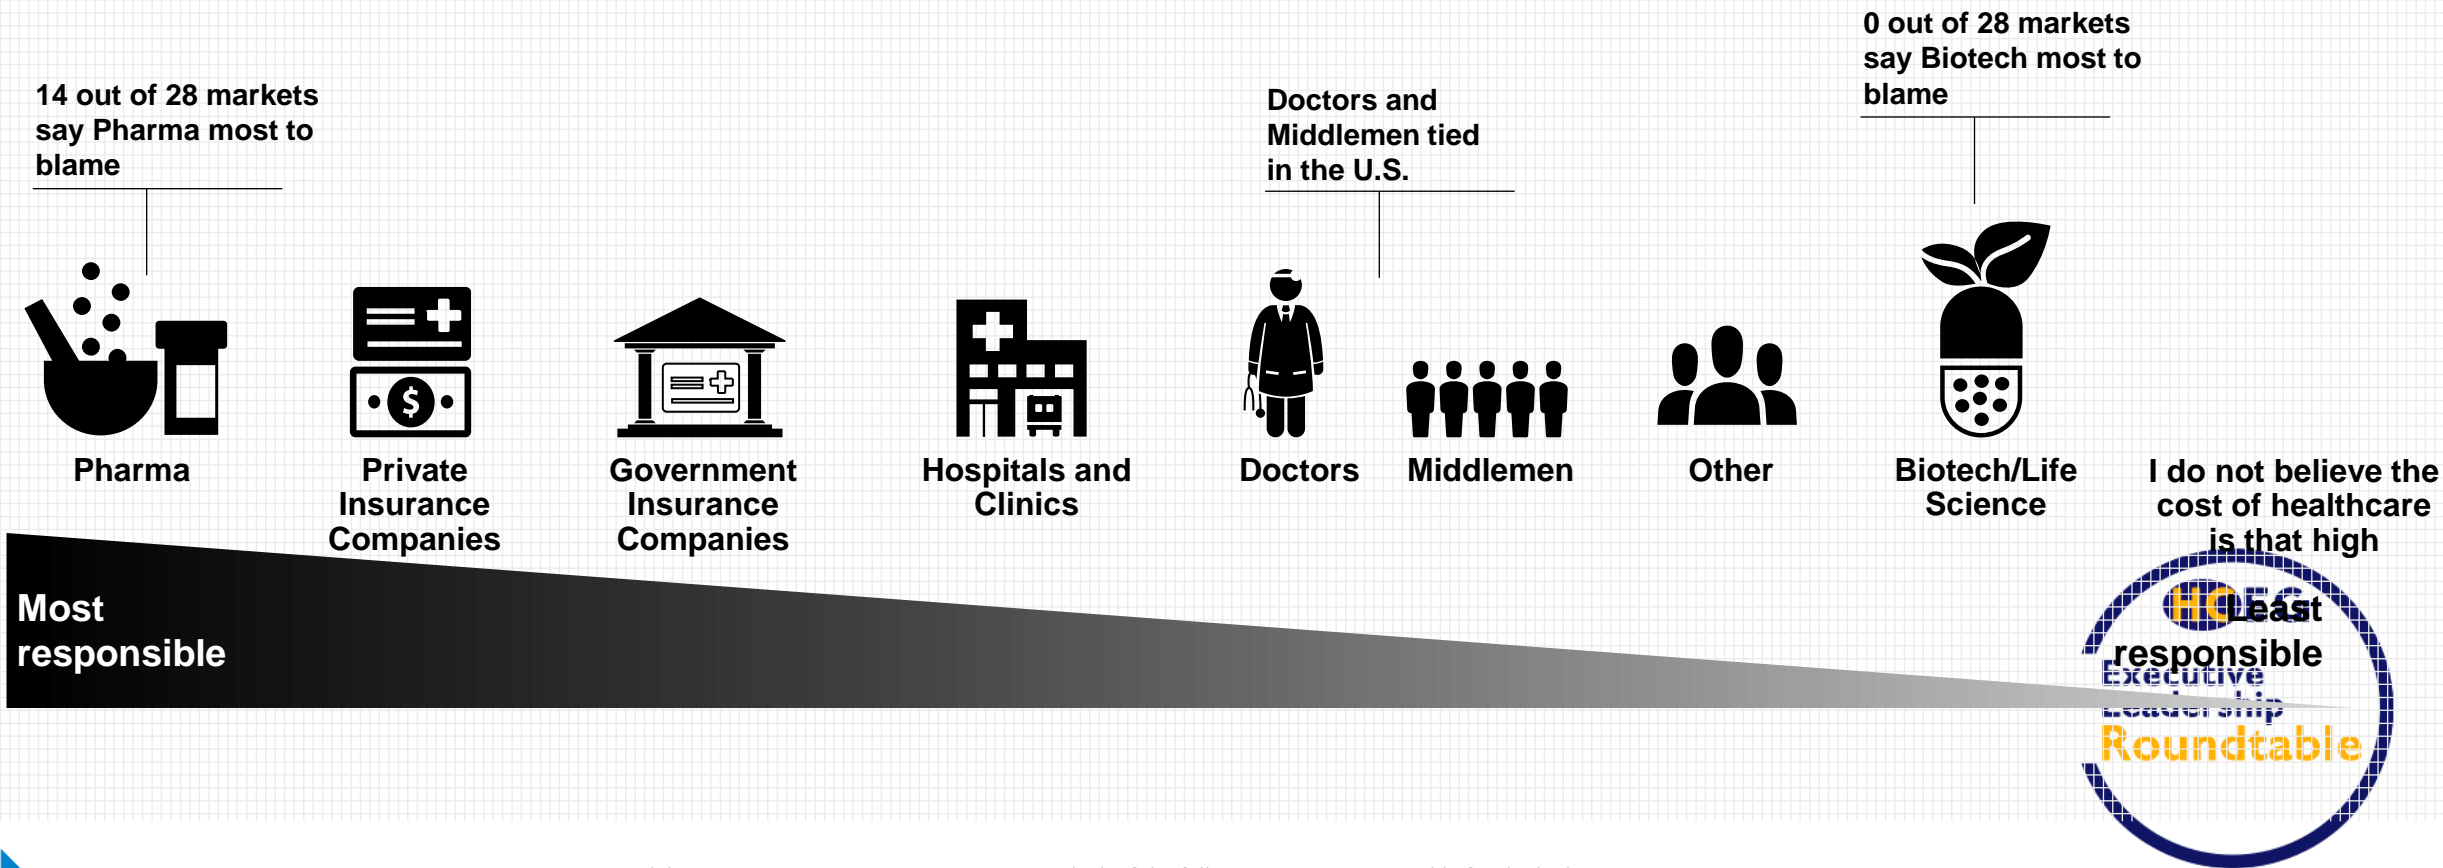 0 out of 28 markets
say Biotech most to
blame
14 out of 28 markets
say Pharma most to
blame
Doctors and
Middlemen tied
in the U.S.
$
Pharma
Private
Insurance
Companies
Government
Insurance
Companies
Hospitals and
Clinics
Doctors
Middlemen
Other
Biotech/Life
Science
I do not believe the
cost of healthcare
is that high
Most
responsible
Least
responsible
HCEG
Executive
Leadership
Roundtable